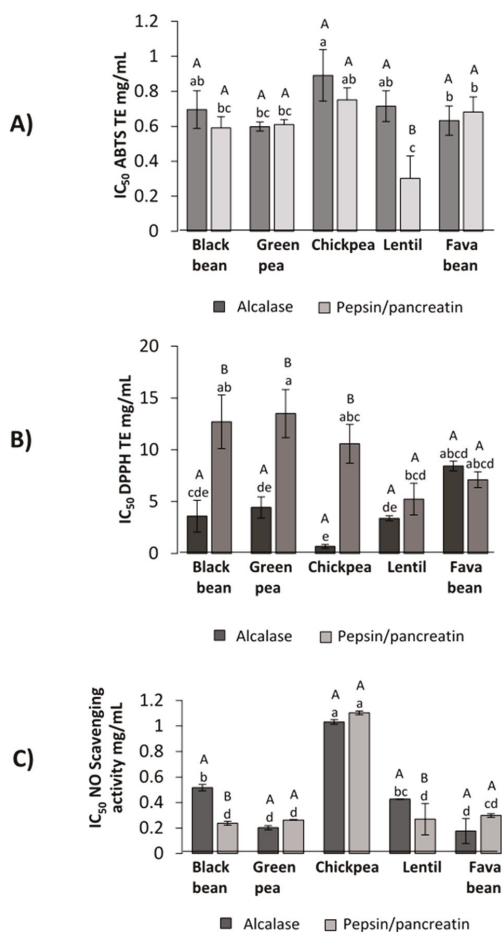 A)
IC50 ABTS TE mg/mL
1.2
1
0.8
0.6
0.4
0.2
0
A
ab
A
bc
A
bc
A
bc
A
a
A
ab
A
ab
B
c
A
b
A
b
Black
bean
Green
pea
Chickpea
Lentil
Fava
bean
Alcalase
Pepsin/pancreatin
B)
IC50 DPPH TE mg/mL
20
15
10
5
0
A
cde
B
ab
A
de
B
a
A
e
B
abc
A
de
A
bcd
A
abcd
A
abcd
Black
bean
Green
pea
Chickpea
Lentil
Fava
bean
Alcalase
Pepsin/pancreatin
C)
IC50 NO Scavenging
activity mg/mL
1.2
1
0.8
0.6
0.4
0.2
0
A
b
B
d
A
d
A
d
A
a
A
a
A
bc
B
d
A
d
A
cd
Black
bean
Green
pea
Chickpea
Lentil
Fava
bean
Alcalase
Pepsin/pancreatin